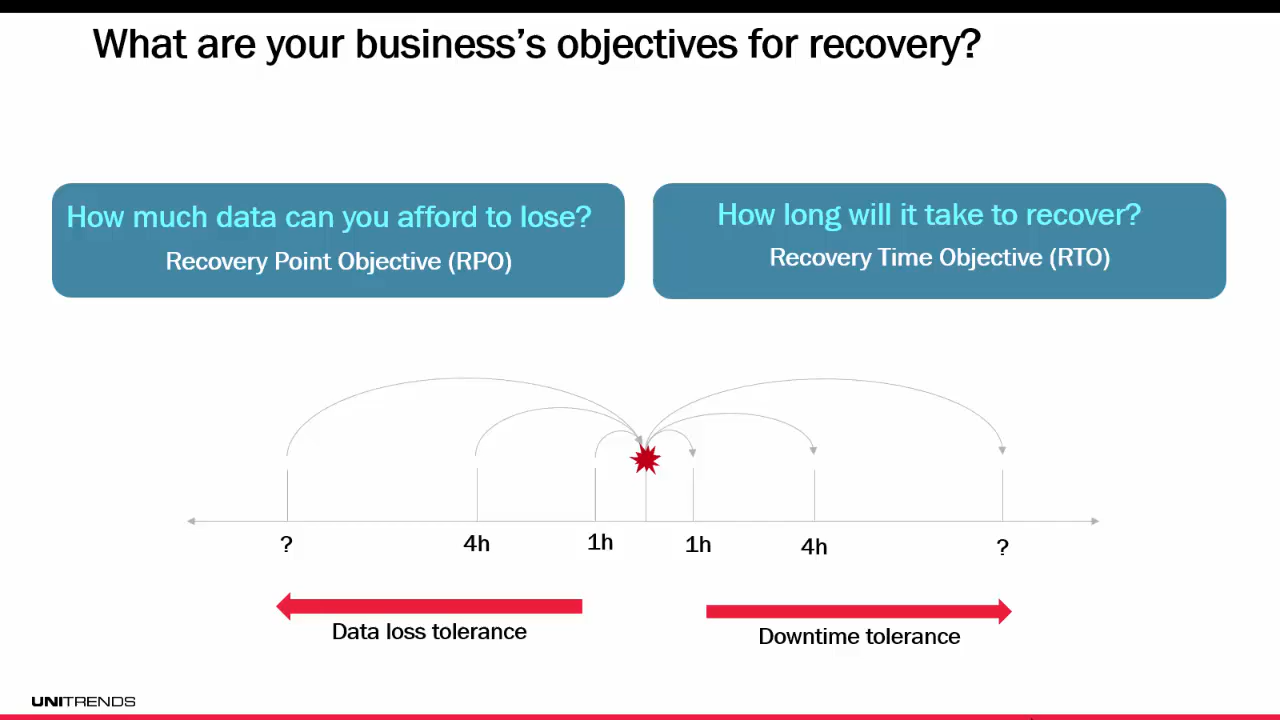 What are your business’s objectives for recovery?
How much data can you afford to lose?
Recovery Point Objective (RPO)
How long will it take to recover?
Recovery Time Objective (RTO)
? 4h 1h 1h 4h ?
Data loss tolerance
Downtime tolerance
UNITRENDS